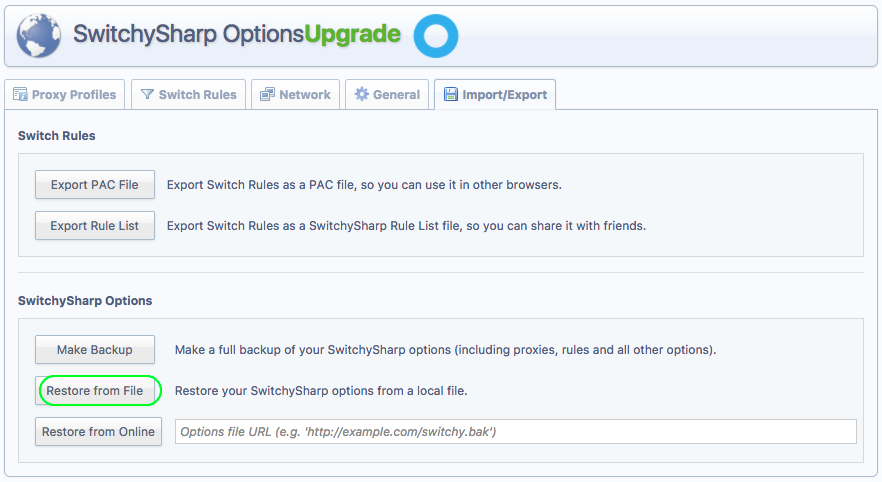 SwitchySharp OptionsUpgrade
Proxy Profiles Switch Rules Network General Import/Export
Switch Rules
Export PAC File Export Switch Rules as a PAC file, so you can use it in other browsers.
Export Rule List Export Switch Rules as a SwitchySharp Rule List file, so you can share it with friends.
SwitchySharp Options
Make Backup Make a full backup of your SwitchySharp options (including proxies, rules and all other options).
Restore from File Restore your SwitchySharp options from a local file.
Restore from Online Options file URL (e.g. 'http://example.com/switchy.bak')